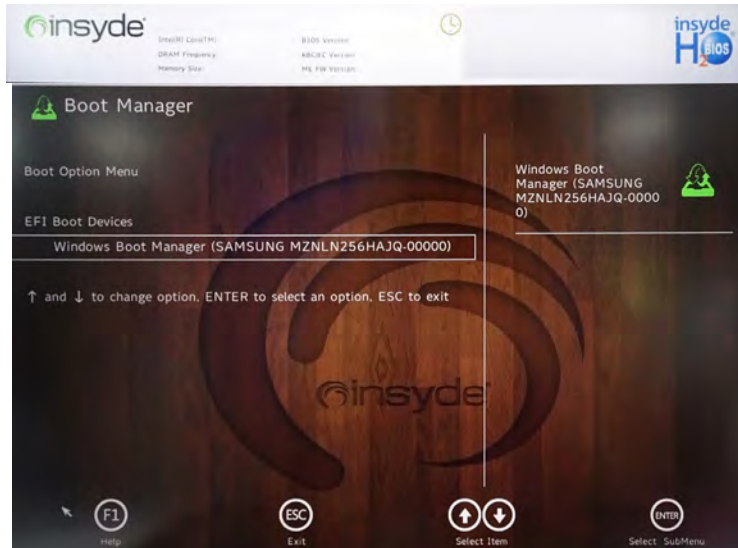 insyde
Intel(R) Core(TM):
BIOS Version:
DRAM Frequency:
KBC/EC Version:
Memory Size:
ME FW Version:
insyde
H2O
BIOS
Boot Manager
Boot Option Menu
EFI Boot Devices
Windows Boot Manager (SAMSUNG MZNLN256HAJQ-00000)
↑ and ↓ to change option, ENTER to select an option, ESC to exit
Windows Boot
Manager (SAMSUNG
MZNLN256HAJQ-0000
0)
insyde
F1
Help
ESC
Exit
Select Item
ENTER
Select SubMenu